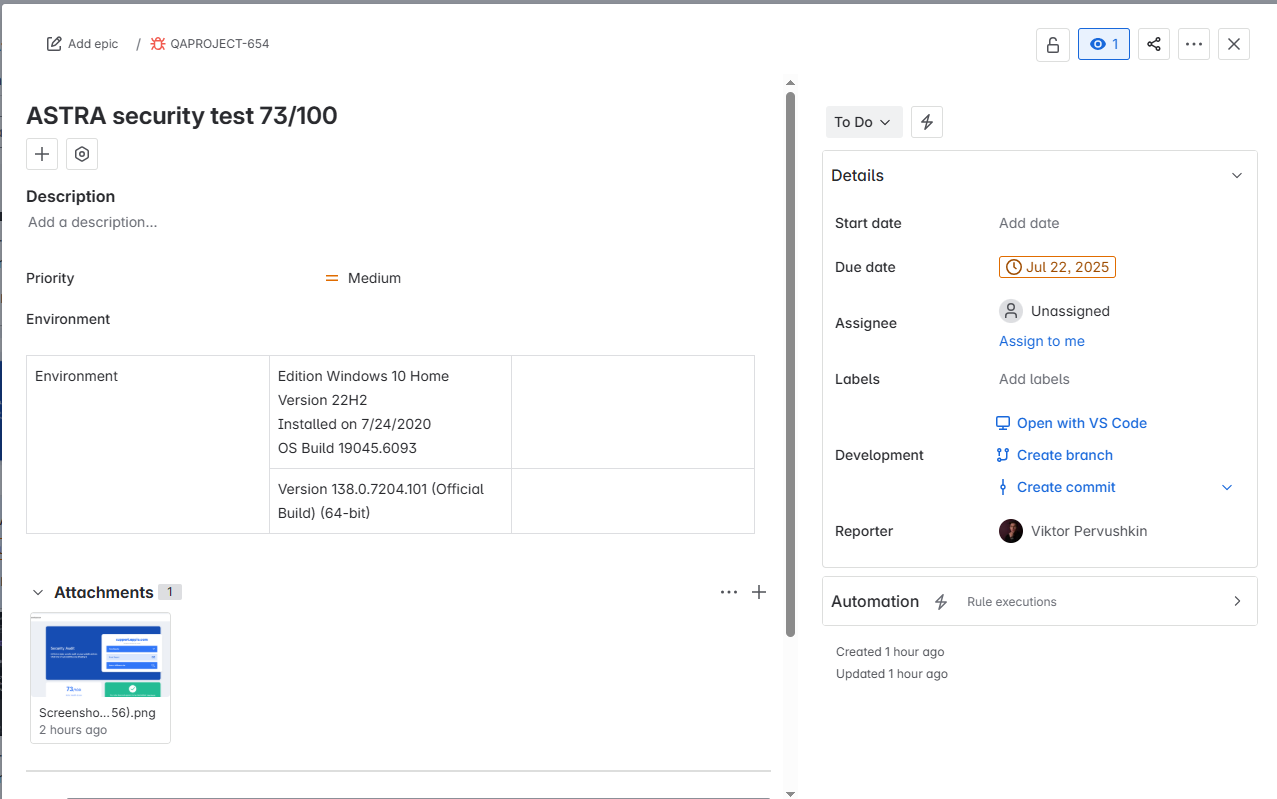 Add epic / QAPROJECT-654
1
ASTRA security test 73/100
Description
Add a description...
Priority Medium
Environment
Environment
Edition Windows 10 Home
Version 22H2
Installed on 7/24/2020
OS Build 19045.6093
Version 138.0.7204.101 (Official
Build) (64-bit)
Attachments 1
Security Audit
73/100
Screensho...56).png
2 hours ago
To Do
Details
Start date Add date
Due date Jul 22, 2025
Assignee Unassigned
Assign to me
Labels Add labels
Development
Open with VS Code
Create branch
Create commit
Reporter Viktor Pervushkin
Automation Rule executions
Created 1 hour ago
Updated 1 hour ago